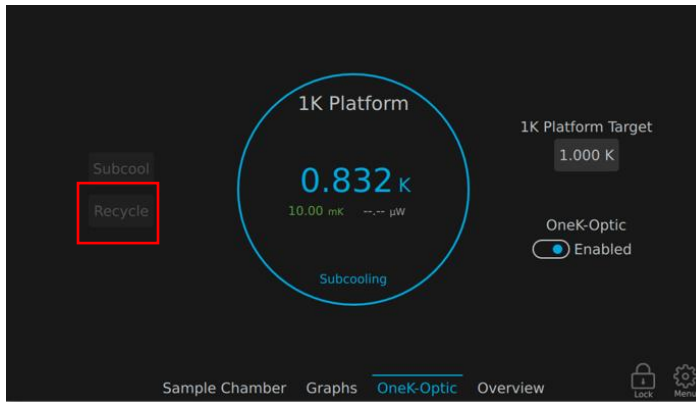 1K Platform
0.832 K
10.00 mK --.-- µW
Subcooling
Subcool
Recycle
1K Platform Target
1.000 K
OneK-Optic
Enabled
Sample Chamber Graphs OneK-Optic Overview
Lock Menu